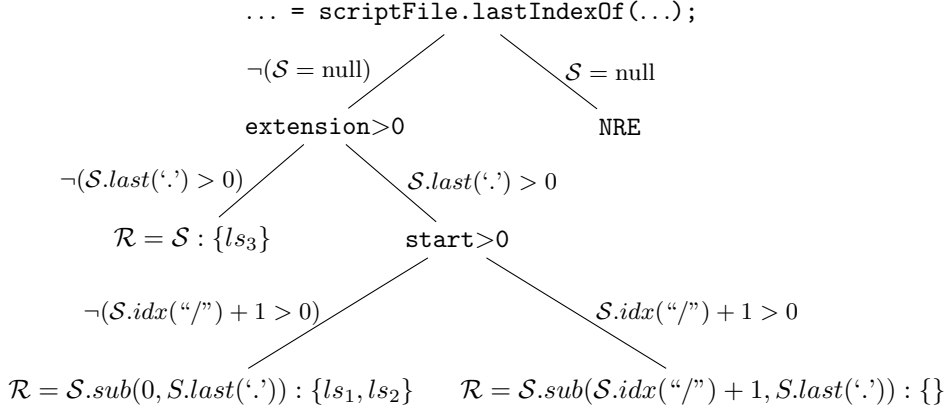 ... = scriptFile.lastIndexOf(...);
¬(𝒮 = null)
𝒮 = null
extension>0
NRE
¬(𝒮.last(‘.’) > 0)
𝒮.last(‘.’) > 0
ℛ = 𝒮 : {ls₃}
start>0
¬(𝒮.idx(“/”) + 1 > 0)
𝒮.idx(“/”) + 1 > 0
ℛ = 𝒮.sub(0, S.last(‘.’)) : {ls₁, ls₂}
ℛ = 𝒮.sub(𝒮.idx(“/”) + 1, S.last(‘.’)) : {}